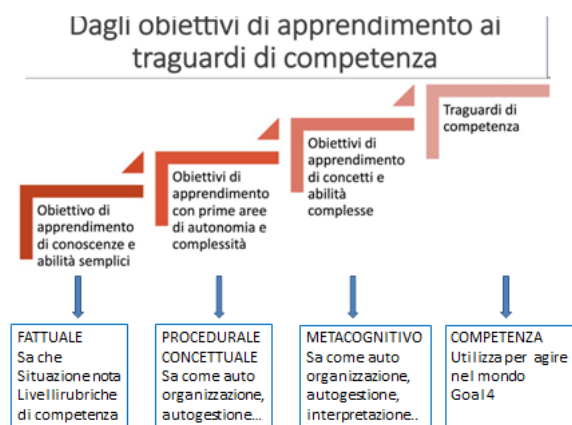 Dagli obiettivi di apprendimento ai
traguardi di competenza
Obiettivo di
apprendimento
di conoscenze e
abilità semplici
Obiettivi di
apprendimento
con prime aree
di autonomia e
complessità
Obiettivi di
apprendimento
di concetti e
abilità
complesse
Traguardi di
competenza
FATTUALE
Sa che
Situazione nota
Livellirubriche
di competenza
PROCEDURALE
CONCETTUALE
Sa come auto
organizzazione,
autogestione...
METACOGNITIVO
Sa come auto
organizzazione,
autogestione,
interpretazione..
COMPETENZA
Utilizza per agire
nel mondo
Goal 4